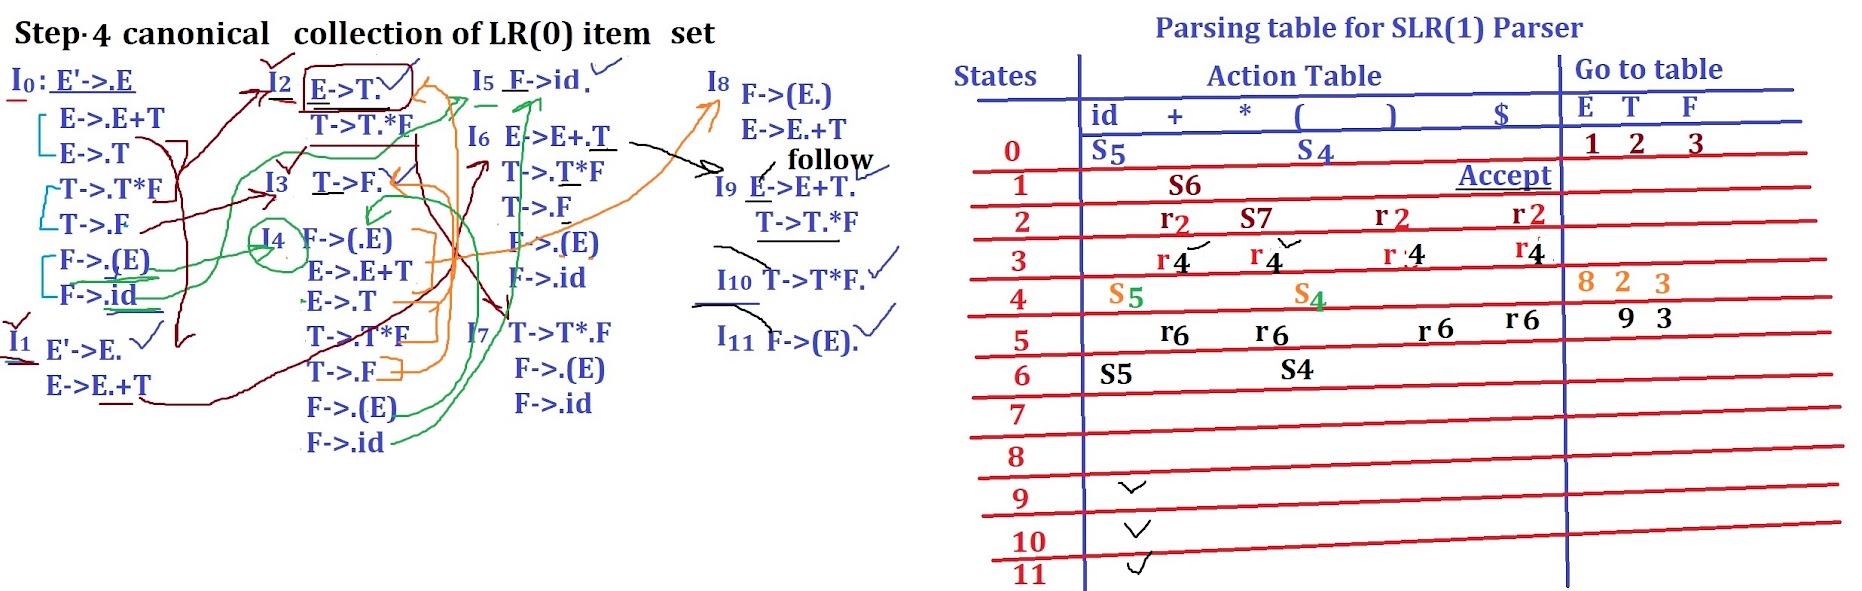 Step-4 canonical collection of LR(0) item set
I0: E'->.E
E->.E+T
E->.T
T->.T*F
T->.F
F->.(E)
F->.id
I1 E'->E.
E->E.+T
I2 E->T.
T->T.*F
I3 T->F.
I4 F->(.E)
E->.E+T
E->.T
T->.T*F
T->.F
F->.(E)
F->.id
I5 F->id.
I6 E->E+.T
T->.T*F
T->.F
F->.(E)
F->.id
I7 T->T*.F
F->.(E)
F->.id
I8 F->(E.)
E->E.+T
follow
I9 E->E+T.
T->T.*F
I10 T->T*F.
I11 F->(E).
Parsing table for SLR(1) Parser
States Action Table Go to table
id + * ( ) $ E T F
0 S5 S4 1 2 3
1 S6 Accept
2 r2 S7 r2 r2
3 r4 r4 r4 r4
4 S5 S4 8 2 3
5 r6 r6 r6 r6 9 3
6 S5 S4
7
8
9
10
11